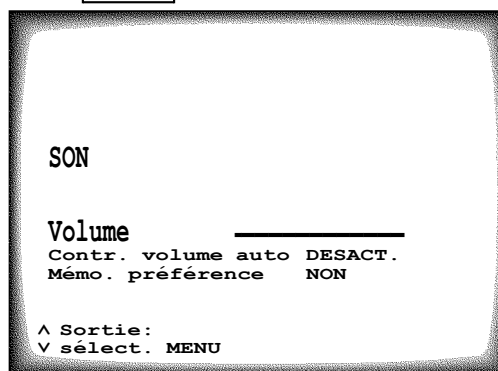 SON
Volume
Contr. volume auto DESACT.
Mémo. préférence NON
^ Sortie:
v sélect. MENU